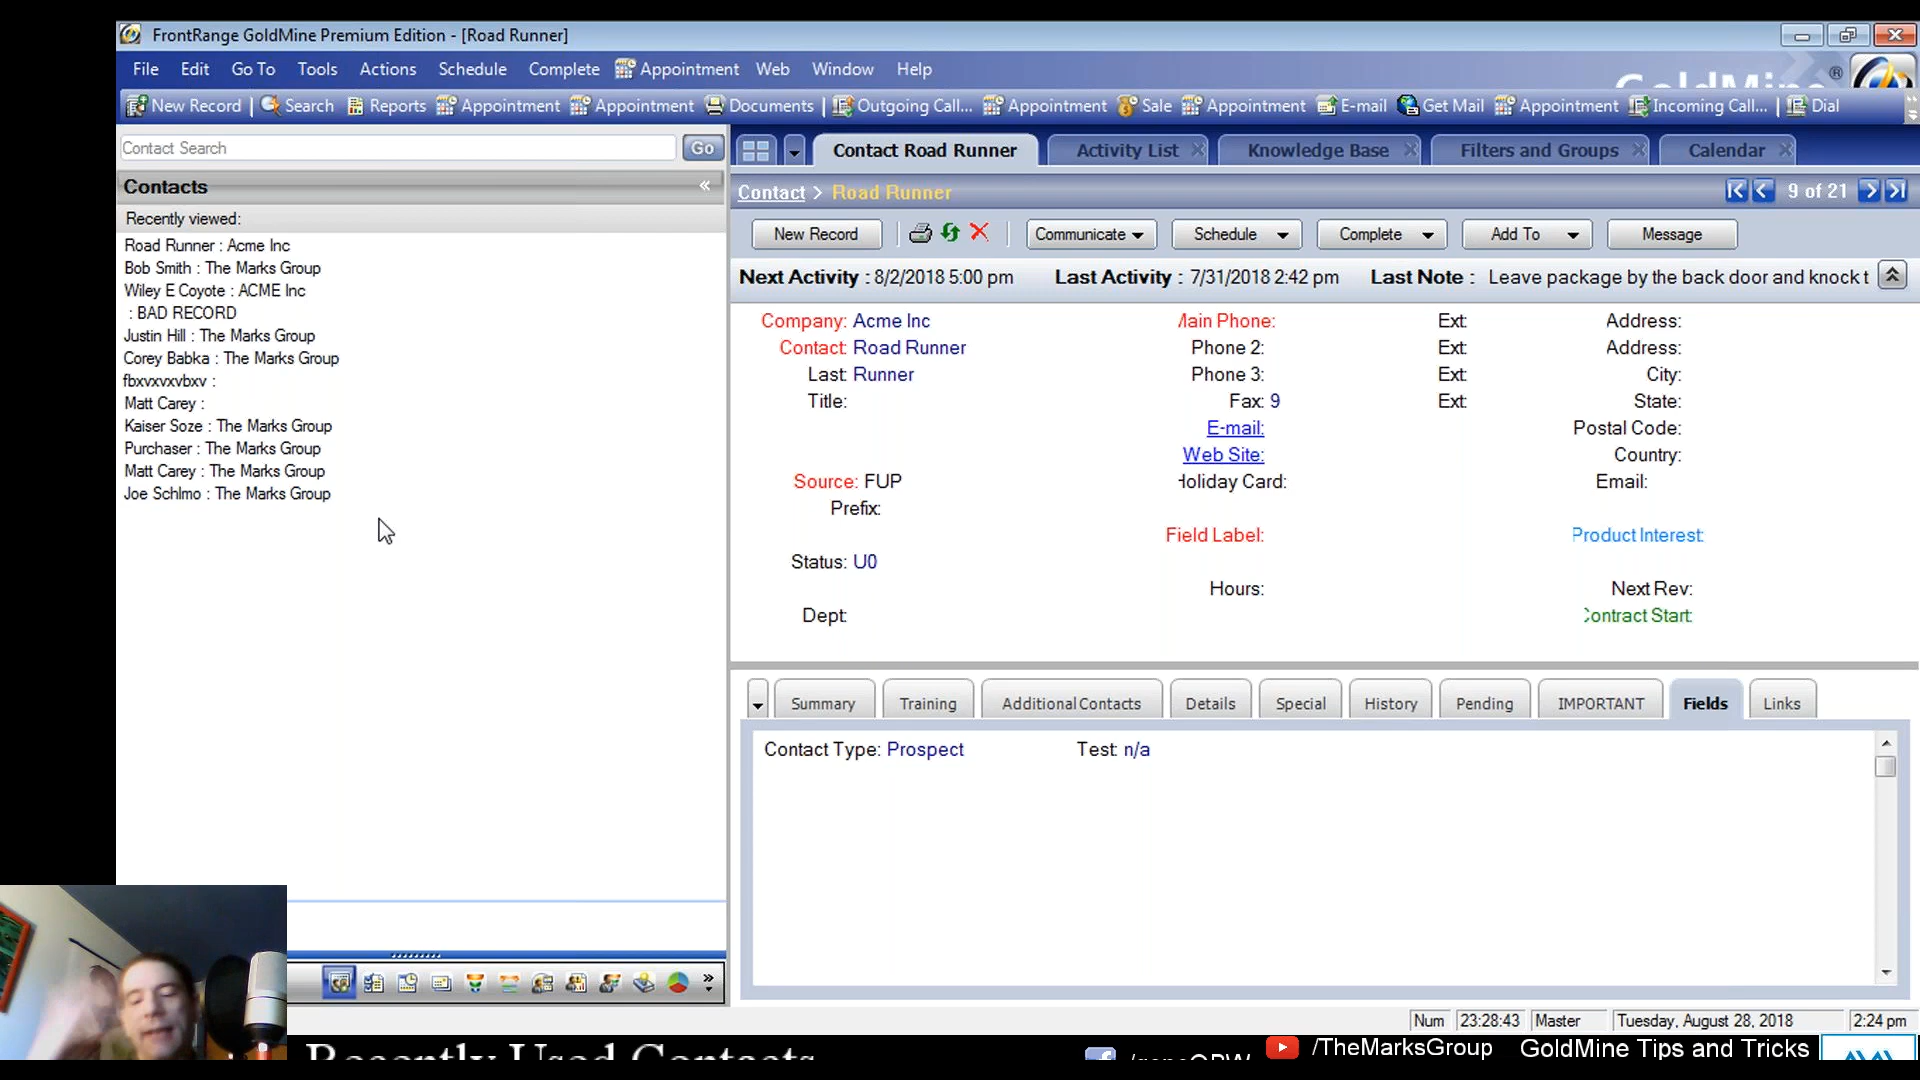 FrontRange GoldMine Premium Edition - [Road Runner]
File Edit Go To Tools Actions Schedule Complete Appointment Web Window Help
GoldMine ®
New Record Search Reports Appointment Appointment Documents Outgoing Call... Appointment Sale Appointment E-mail Get Mail Appointment Incoming Call... Dial
Contact Search Go
Contacts «
Recently viewed:
Road Runner : Acme Inc
Bob Smith : The Marks Group
Wiley E Coyote : ACME Inc
: BAD RECORD
Justin Hill : The Marks Group
Corey Babka : The Marks Group
fbxvxvxvbxv :
Matt Carey :
Kaiser Soze : The Marks Group
Purchaser : The Marks Group
Matt Carey : The Marks Group
Joe Schlmo : The Marks Group
Contact Road Runner Activity List Knowledge Base Filters and Groups Calendar
Contact > Road Runner 9 of 21
New Record Communicate Schedule Complete Add To Message
Next Activity : 8/2/2018 5:00 pm Last Activity : 7/31/2018 2:42 pm Last Note : Leave package by the back door and knock t
Company: Acme Inc Main Phone: Ext: Address:
Contact: Road Runner Phone 2: Ext: Address:
Last: Runner Phone 3: Ext: City:
Title: Fax: 9 Ext: State:
E-mail: Postal Code:
Web Site: Country:
Source: FUP Holiday Card: Email:
Prefix:
Field Label: Product Interest:
Status: U0
Hours: Next Rev:
Dept: Contract Start:
Summary Training Additional Contacts Details Special History Pending IMPORTANT Fields Links
Contact Type: Prospect Test: n/a
Num 23:28:43 Master Tuesday, August 28, 2018 2:24 pm
Recently Used Contacts /TheMarksGroup GoldMine Tips and Tricks